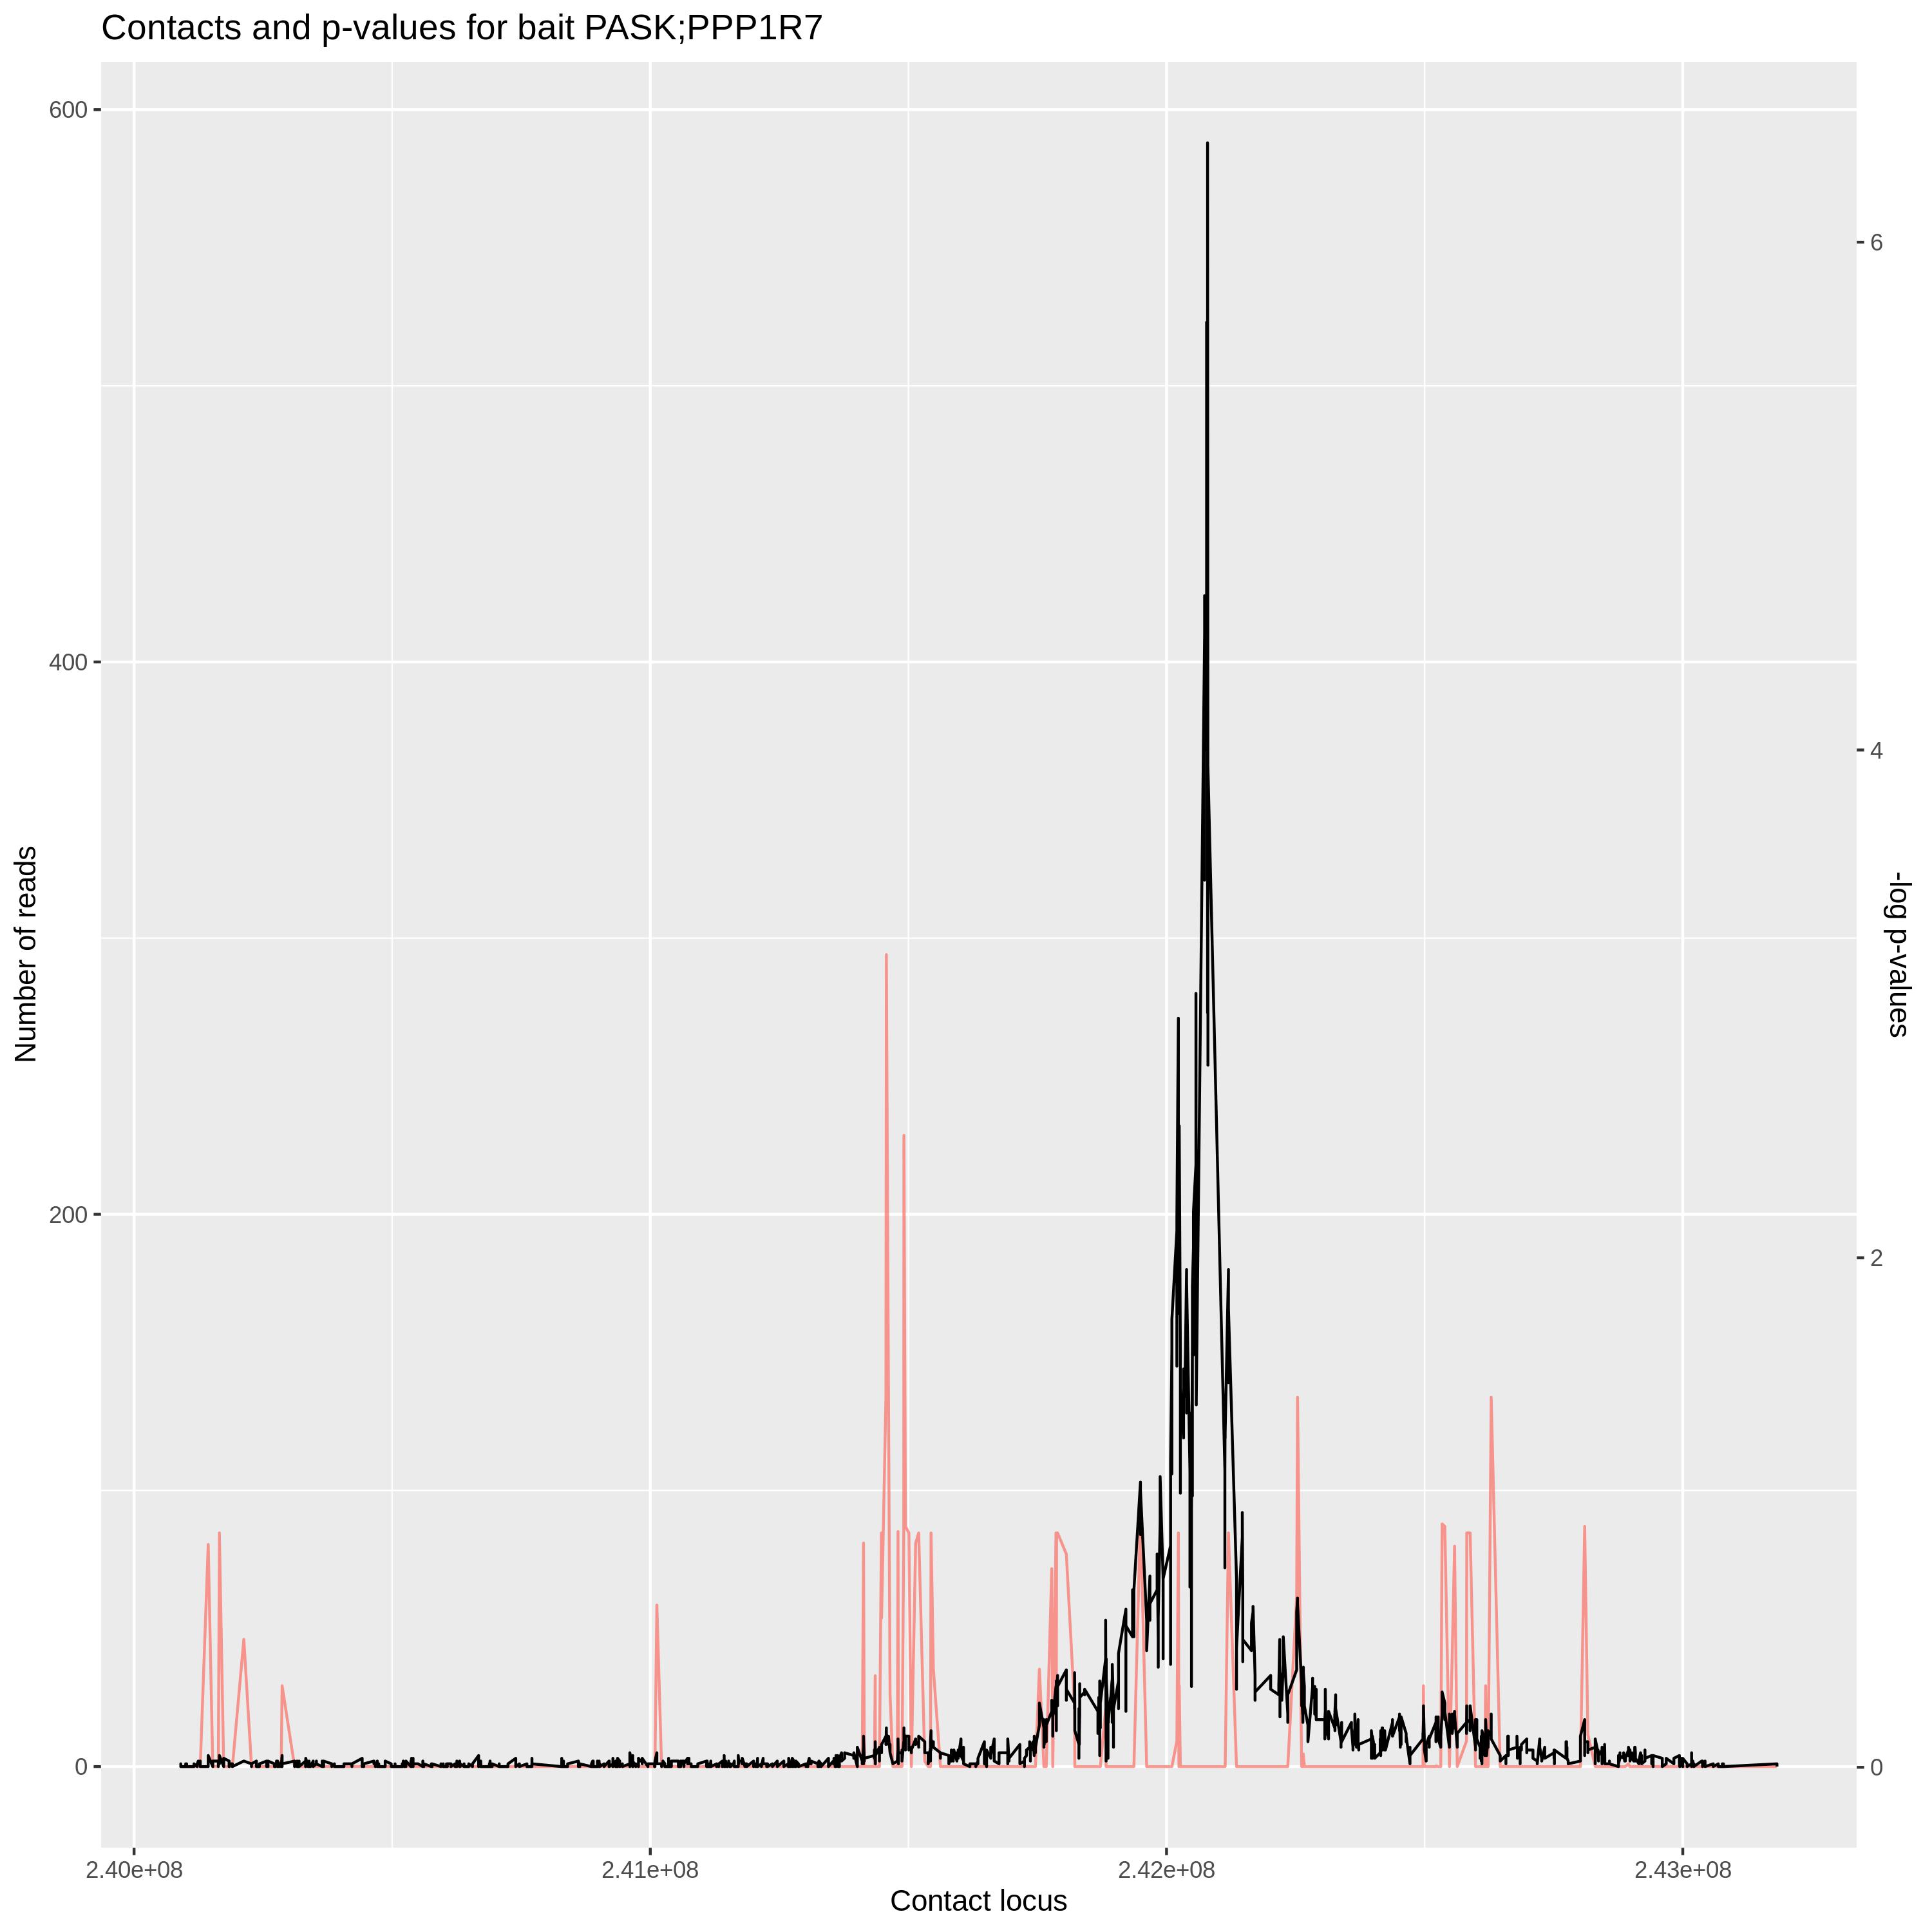 Contacts and p-values for bait PASK;PPP1R7
600
400
200
0
Number of reads
6
4
2
0
-log p-values
2.40e+08
2.41e+08
2.42e+08
2.43e+08
Contact locus